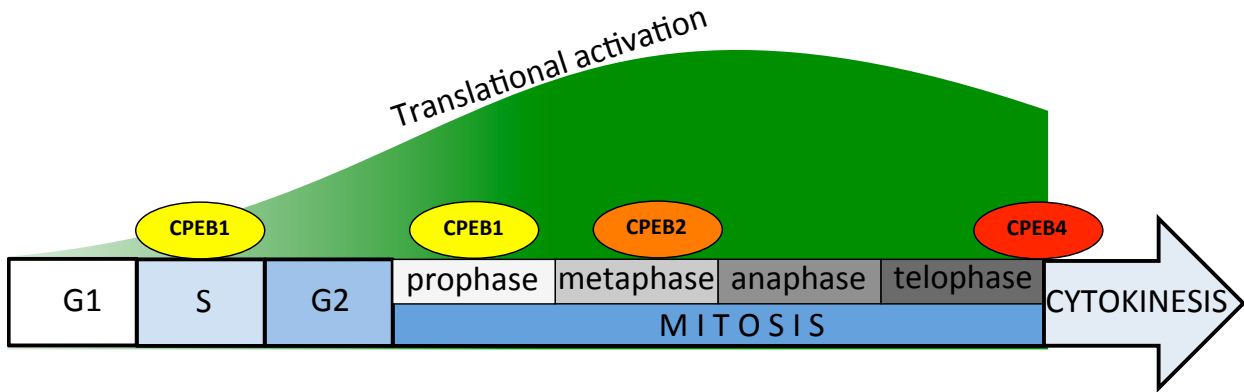 Translational activation
CPEB1 CPEB1 CPEB2 CPEB4
prophase metaphase anaphase telophase
G1 S G2 CYTOKINESIS
MITOSIS